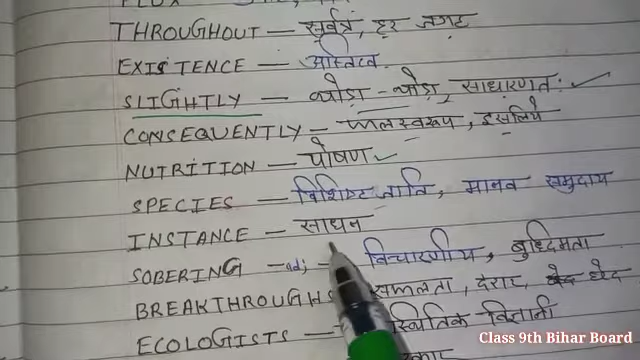 THROUGHOUT — सर्वत्र, हर जगह
EXISTENCE — अस्तित्व
SLIGHTLY — थोड़ा-थोड़ा, साधारणतः ✓
CONSEQUENTLY — फलस्वरूप, इसलिये
NUTRITION — पोषण ✓
SPECIES — विशिष्ट जाति, मानव समुदाय
INSTANCE — साधन
SOBERING — adj — विचारणीय, बुद्धिमता
BREAKTHROUGHS सफलता, दरार, छेद
ECOLOGISTS —
Class 9th Bihar Board